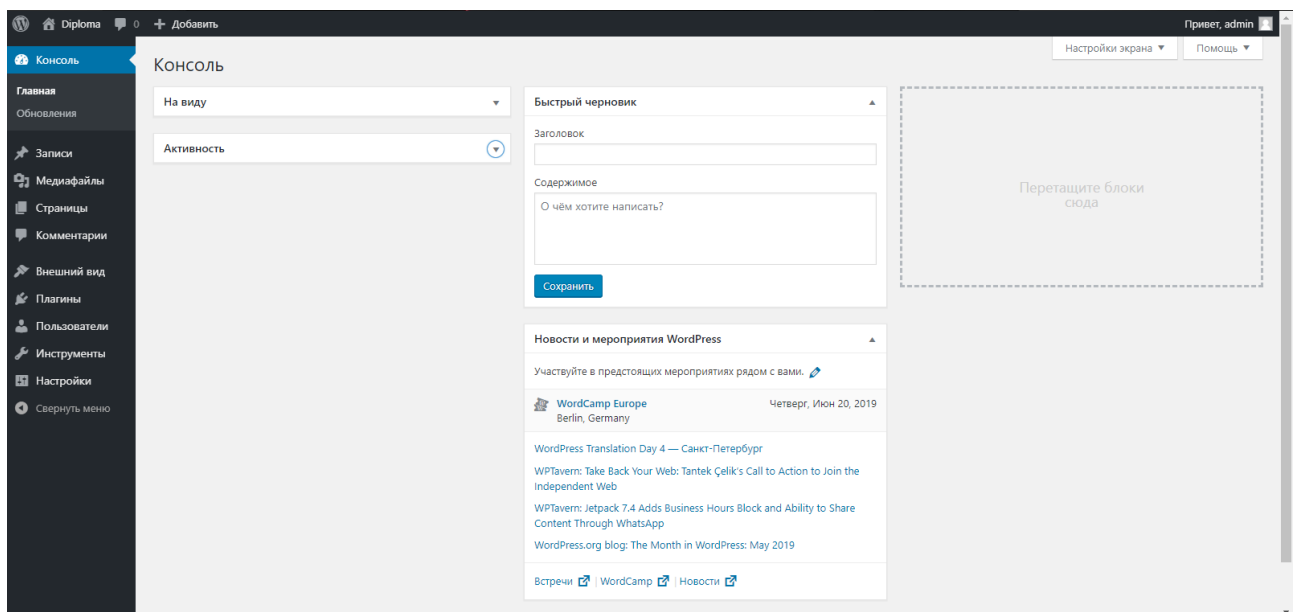 Diploma 0 Добавить Привет, admin
Консоль
Главная
Обновления
Записи
Медиафайлы
Страницы
Комментарии
Внешний вид
Плагины
Пользователи
Инструменты
Настройки
Свернуть меню
Настройки экрана Помощь
Консоль
На виду
Активность
Быстрый черновик
Заголовок
Содержимое
О чём хотите написать?
Сохранить
Новости и мероприятия WordPress
Участвуйте в предстоящих мероприятиях рядом с вами.
WordCamp Europe Четверг, Июн 20, 2019
Berlin, Germany
WordPress Translation Day 4 — Санкт-Петербург
WPTavern: Take Back Your Web: Tantek Çelik's Call to Action to Join the
Independent Web
WPTavern: Jetpack 7.4 Adds Business Hours Block and Ability to Share
Content Through WhatsApp
WordPress.org blog: The Month in WordPress: May 2019
Встречи | WordCamp | Новости
Перетащите блоки
сюда